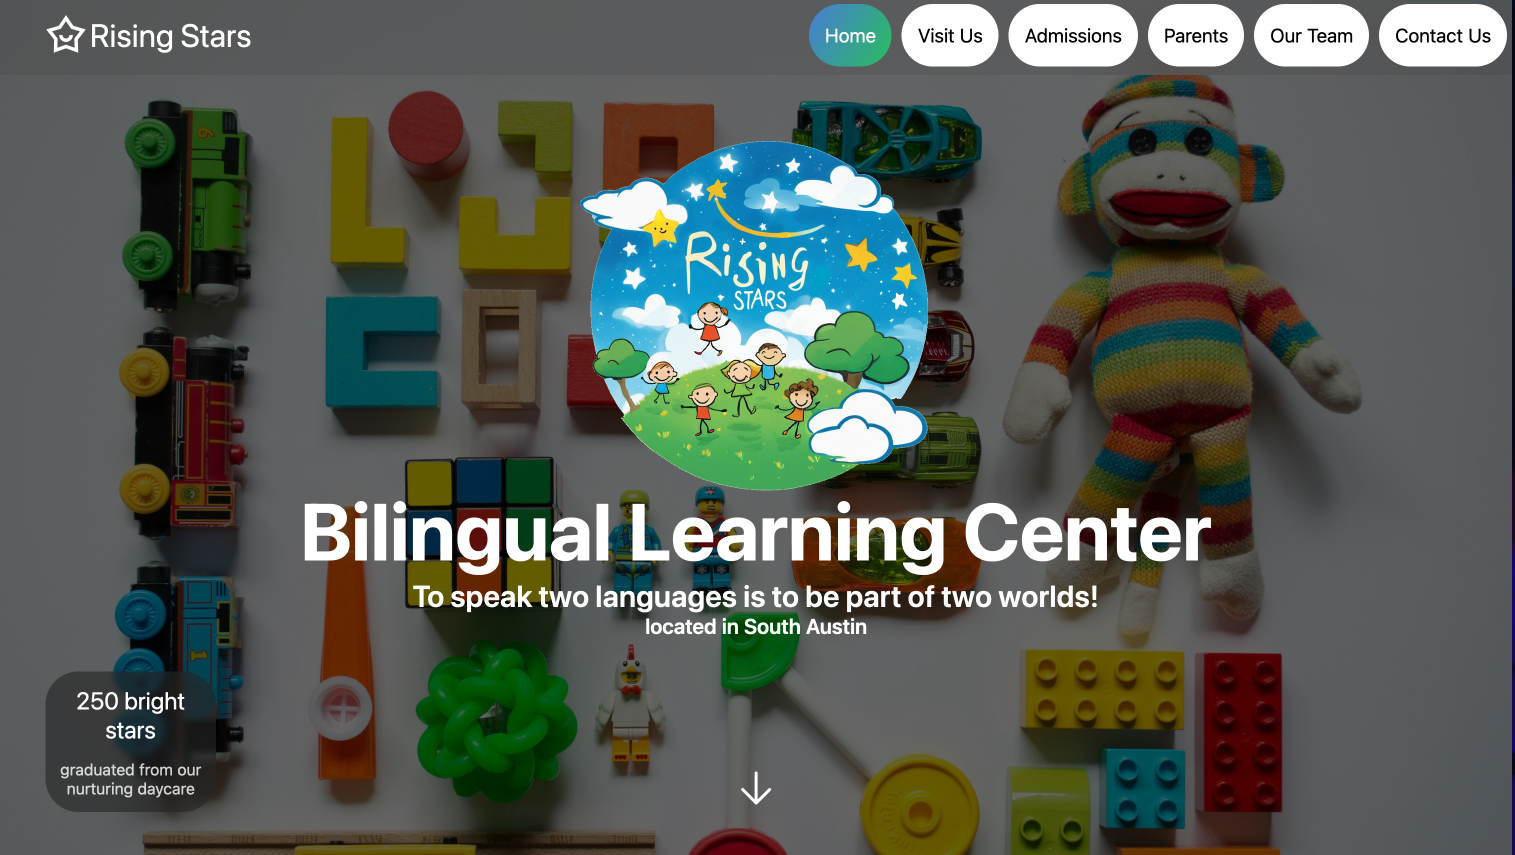 Rising Stars
Home
Visit Us
Admissions
Parents
Our Team
Contact Us
Rising
STARS
Bilingual Learning Center
To speak two languages is to be part of two worlds!
located in South Austin
250 bright
stars
graduated from our
nurturing daycare